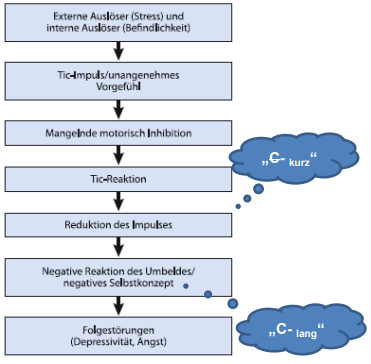 Externe Auslöser (Stress) und
interne Auslöser (Befindlichkeit)
Tic-Impuls/unangenehmes
Vorgefühl
Mangelnde motorisch Inhibition
„C̶- kurz“
Tic-Reaktion
Reduktion des Impulses
Negative Reaktion des Umbeldes/
negatives Selbstkonzept
„C- lang“
Folgestörungen
(Depressivität, Angst)